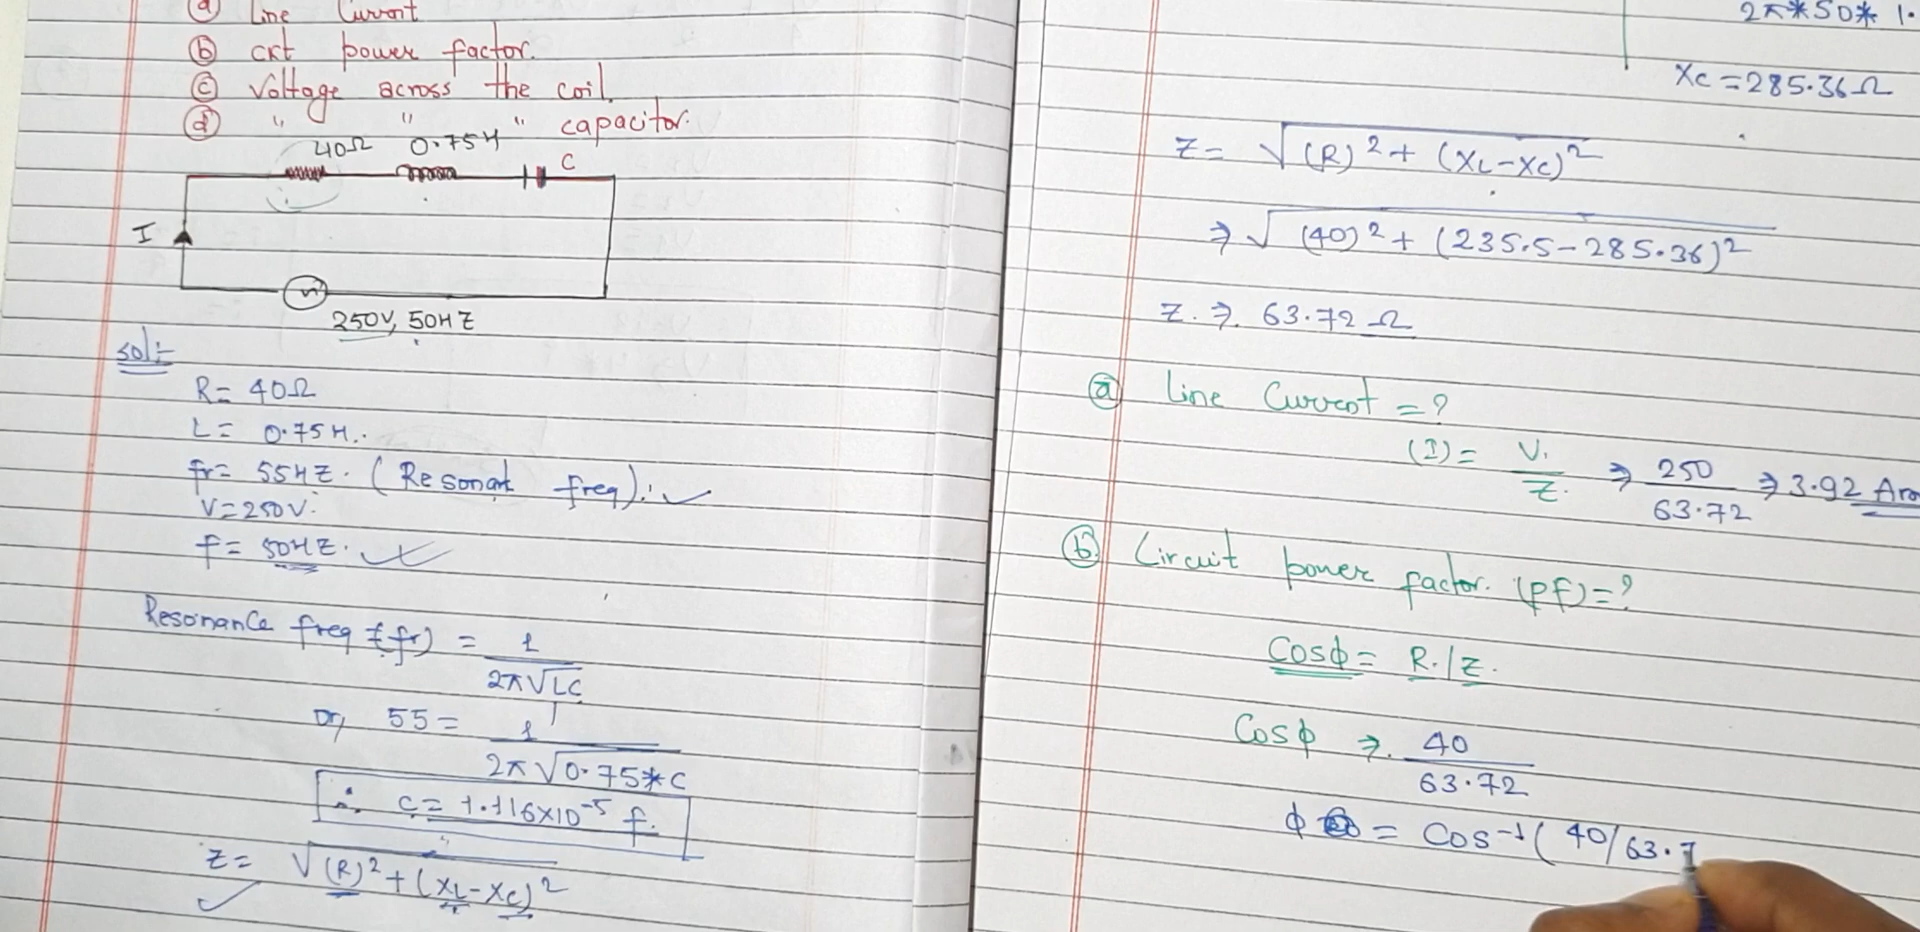 ⓐ Line Current
ⓑ ckt power factor.
ⓒ Voltage across the coil.
ⓓ " " " capacitor.
40Ω 0.75H C
I
250V, 50HZ
Sol:-
R = 40Ω
L = 0.75H..
fr = 55HZ. (Resonant freq).
V = 250V.
f = 50HZ.
Resonance freq (fr) = 1/2π√LC
or, 55 = 1/2π√0.75*C
∴ C = 1.116×10⁻⁵ f.
Z = √(R)² + (XL-XC)²
2π*50*1.
XC = 285.36Ω
Z = √(R)² + (XL-XC)²
⇒ √(40)² + (235.5-285.36)²
Z. ⇒. 63.72Ω
ⓐ Line Current = ?
(I) = V./Z. ⇒ 250/63.72 ⇒ 3.92
ⓑ Circuit power factor. (pf) = ?
Cosϕ = R./Z.
Cosϕ ⇒. 40/63.72
ϕ = Cos⁻¹(40/63.7